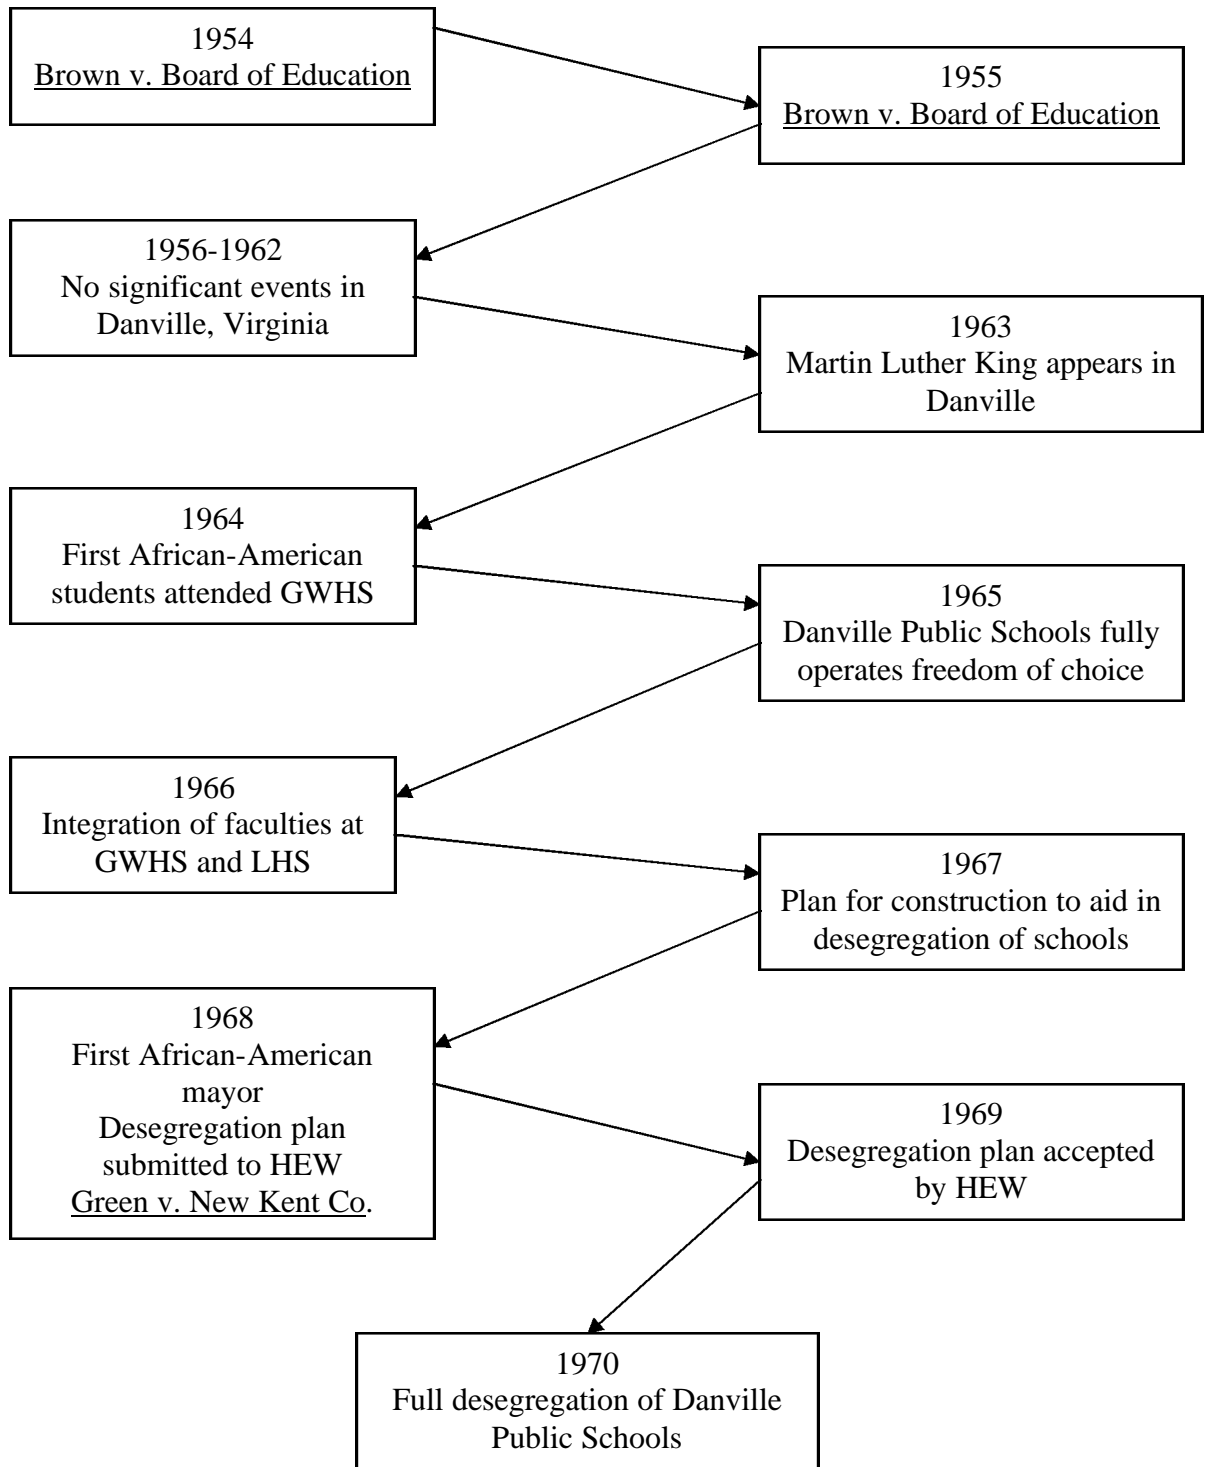 1954
Brown v. Board of Education
1955
Brown v. Board of Education
1956-1962
No significant events in
Danville, Virginia
1963
Martin Luther King appears in
Danville
1964
First African-American
students attended GWHS
1965
Danville Public Schools fully
operates freedom of choice
1966
Integration of faculties at
GWHS and LHS
1967
Plan for construction to aid in
desegregation of schools
1968
First African-American
mayor
Desegregation plan
submitted to HEW
Green v. New Kent Co.
1969
Desegregation plan accepted
by HEW
1970
Full desegregation of Danville
Public Schools